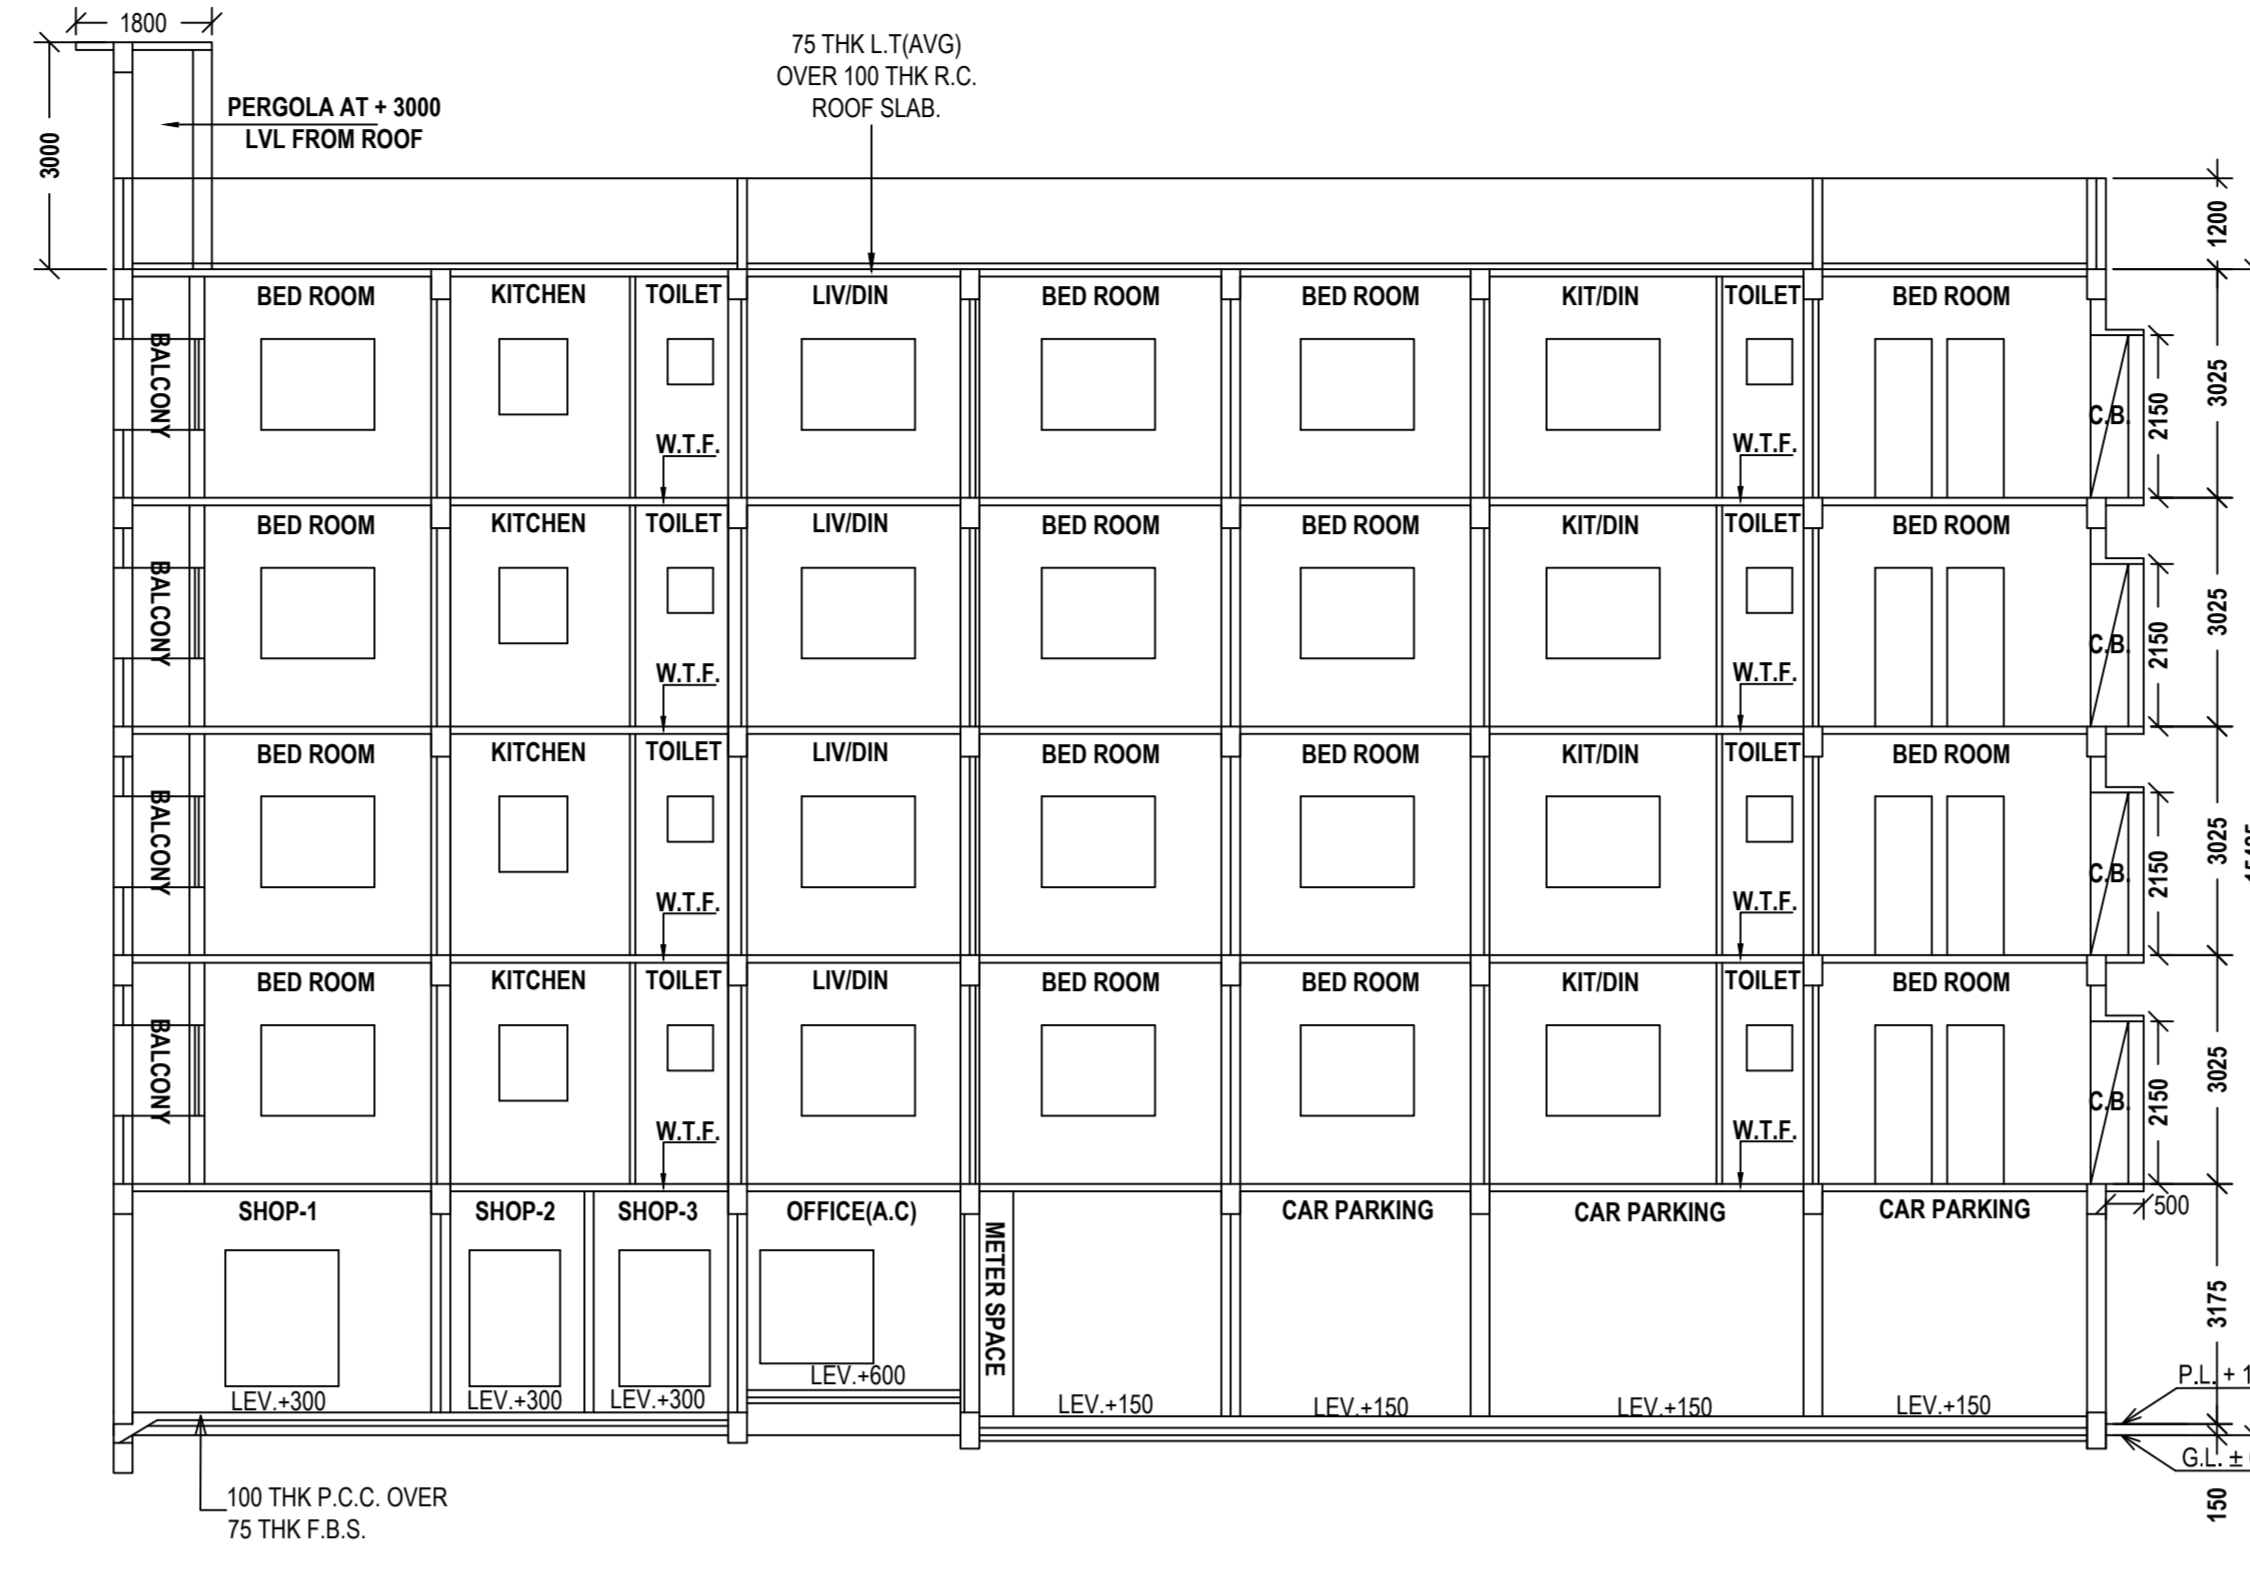 1800
75 THK L.T(AVG)
OVER 100 THK R.C.
ROOF SLAB.
PERGOLA AT + 3000
LVL FROM ROOF
3000
1200
BED ROOM KITCHEN TOILET LIV/DIN BED ROOM BED ROOM KIT/DIN TOILET BED ROOM
BALCONY
W.T.F. W.T.F.
C.B. 2150 3025
BED ROOM KITCHEN TOILET LIV/DIN BED ROOM BED ROOM KIT/DIN TOILET BED ROOM
BALCONY
W.T.F. W.T.F.
C.B. 2150 3025
BED ROOM KITCHEN TOILET LIV/DIN BED ROOM BED ROOM KIT/DIN TOILET BED ROOM
BALCONY
W.T.F. W.T.F.
C.B. 2150 3025
BED ROOM KITCHEN TOILET LIV/DIN BED ROOM BED ROOM KIT/DIN TOILET BED ROOM
BALCONY
W.T.F. W.T.F.
C.B. 2150 3025
SHOP-1 SHOP-2 SHOP-3 OFFICE(A.C) CAR PARKING CAR PARKING CAR PARKING
500
METER SPACE
3175
LEV.+600
LEV.+300 LEV.+300 LEV.+300 LEV.+150 LEV.+150 LEV.+150 LEV.+150
P.L. + 1
G.L. ±
150
100 THK P.C.C. OVER
75 THK F.B.S.